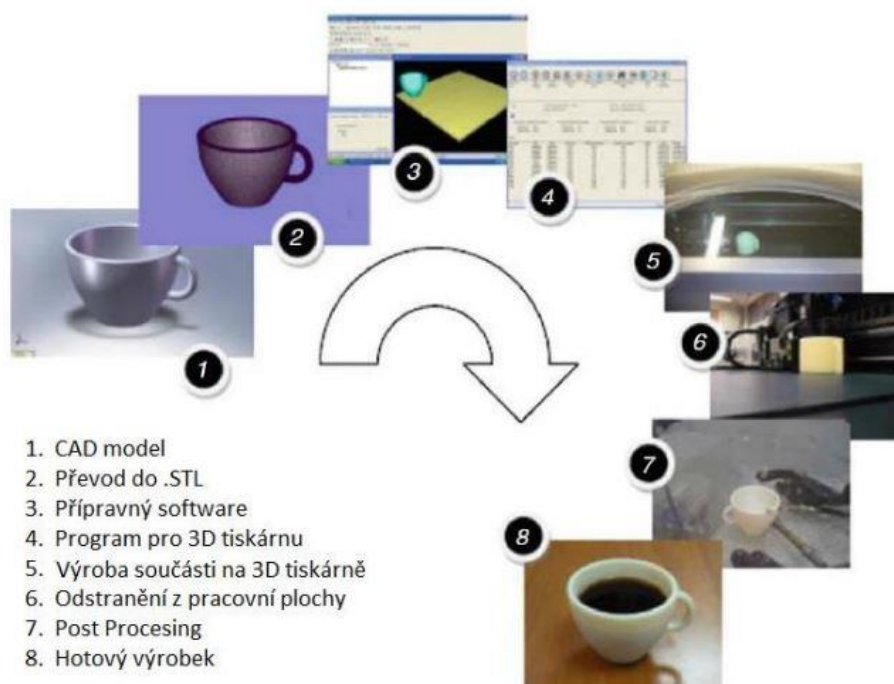 3
2
4
5
1
6
7
8
1. CAD model
2. Převod do .STL
3. Přípravný software
4. Program pro 3D tiskárnu
5. Výroba součásti na 3D tiskárně
6. Odstranění z pracovní plochy
7. Post Procesing
8. Hotový výrobek